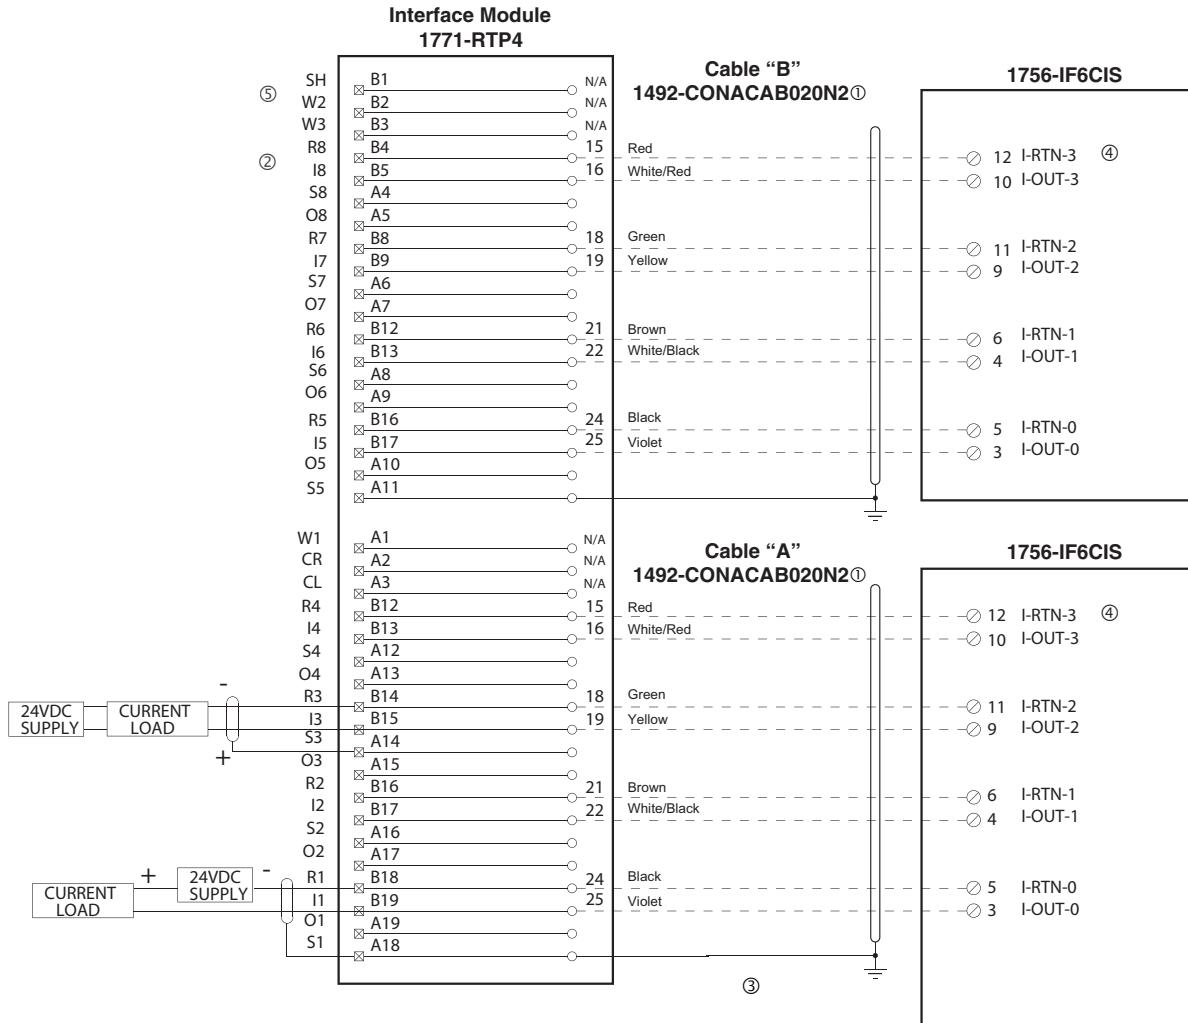 Interface Module
1771-RTP4
Cable “B”
1492-CONACAB020N2①
1756-IF6CIS
⑤
②
SH B1 N/A
W2 B2 N/A
W3 B3 N/A
R8 B4 15 Red 12 I-RTN-3 ④
I8 B5 16 White/Red 10 I-OUT-3
S8 A4
O8 A5
R7 B8 18 Green 11 I-RTN-2
I7 B9 19 Yellow 9 I-OUT-2
S7 A6
O7 A7
R6 B12 21 Brown 6 I-RTN-1
I6 B13 22 White/Black 4 I-OUT-1
S6 A8
O6 A9
R5 B16 24 Black 5 I-RTN-0
I5 B17 25 Violet 3 I-OUT-0
O5 A10
S5 A11
Cable “A”
1492-CONACAB020N2①
1756-IF6CIS
W1 A1 N/A
CR A2 N/A
CL A3 N/A
R4 B12 15 Red 12 I-RTN-3 ④
I4 B13 16 White/Red 10 I-OUT-3
S4 A12
O4 A13
-
R3 B14 18 Green 11 I-RTN-2
24VDC
SUPPLY
CURRENT
LOAD
I3 B15 19 Yellow 9 I-OUT-2
S3 A14
+
O3 A15
R2 B16 21 Brown 6 I-RTN-1
I2 B17 22 White/Black 4 I-OUT-1
S2 A16
O2 A17
+
24VDC
SUPPLY
-
R1 B18 24 Black 5 I-RTN-0
CURRENT
LOAD
I1 B19 25 Violet 3 I-OUT-0
O1 A19
S1 A18
③